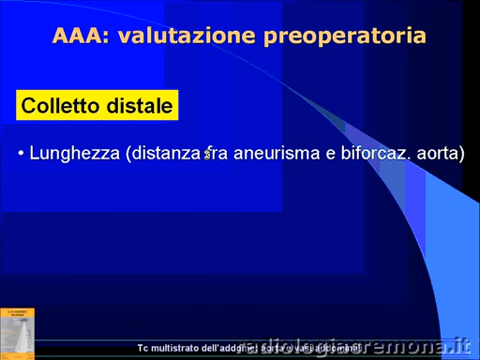 AAA: valutazione preoperatoria
Colletto distale
• Lunghezza (distanza fra aneurisma e biforcaz. aorta)
Tc multistrato dell'addome: aorta e vasi addominali
radiologiacremona.it